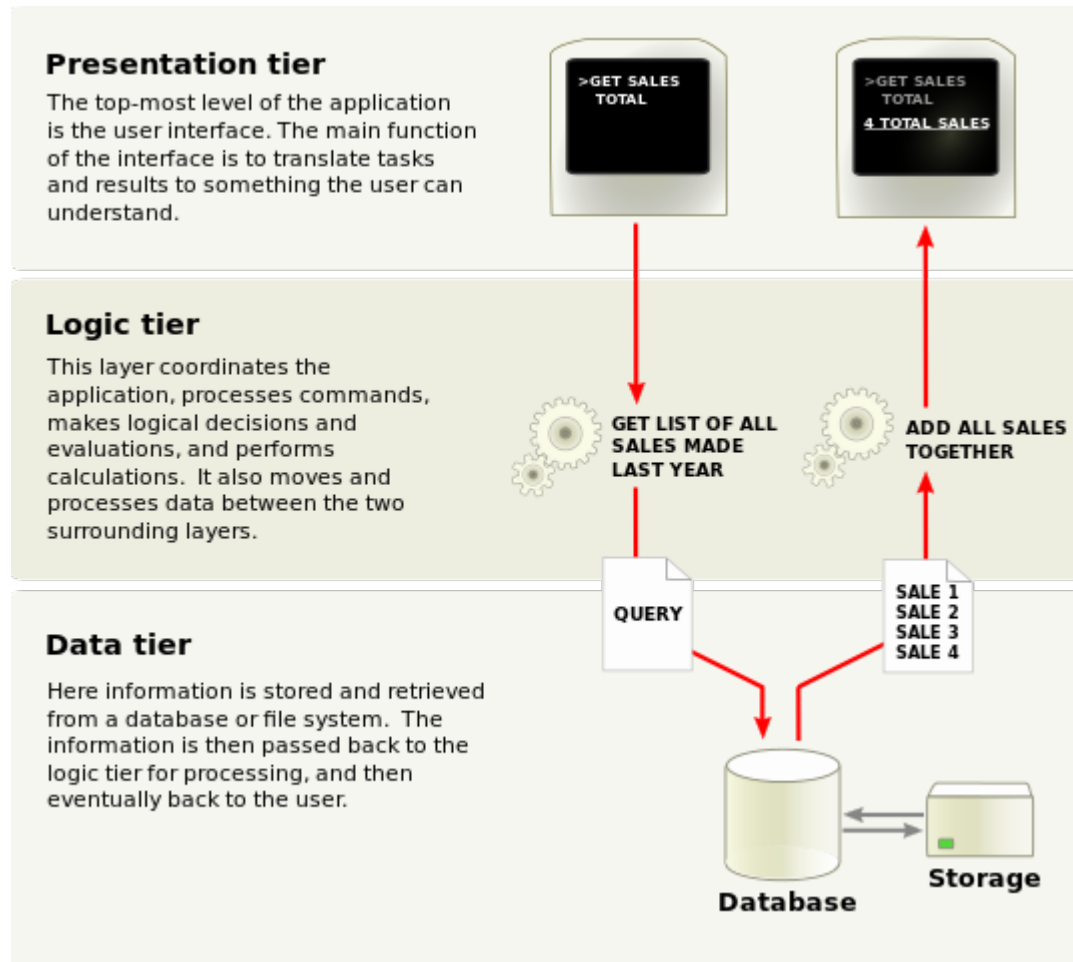 Presentation tier
The top-most level of the application
is the user interface. The main function
of the interface is to translate tasks
and results to something the user can
understand.
>GET SALES
TOTAL
>GET SALES
TOTAL
4 TOTAL SALES
Logic tier
This layer coordinates the
application, processes commands,
makes logical decisions and
evaluations, and performs
calculations. It also moves and
processes data between the two
surrounding layers.
GET LIST OF ALL
SALES MADE
LAST YEAR
ADD ALL SALES
TOGETHER
QUERY
SALE 1
SALE 2
SALE 3
SALE 4
Data tier
Here information is stored and retrieved
from a database or file system. The
information is then passed back to the
logic tier for processing, and then
eventually back to the user.
Database
Storage